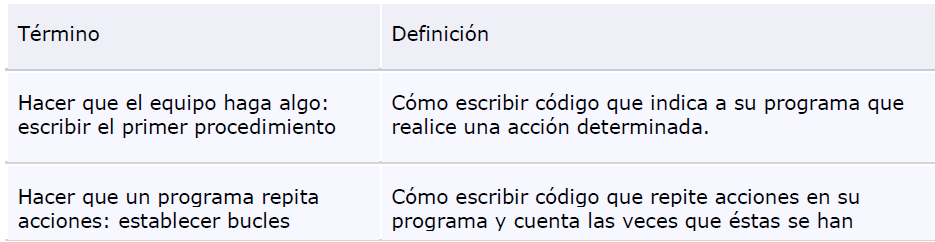 Término
Definición
Hacer que el equipo haga algo:
escribir el primer procedimiento
Cómo escribir código que indica a su programa que
realice una acción determinada.
Hacer que un programa repita
acciones: establecer bucles
Cómo escribir código que repite acciones en su
programa y cuenta las veces que éstas se han